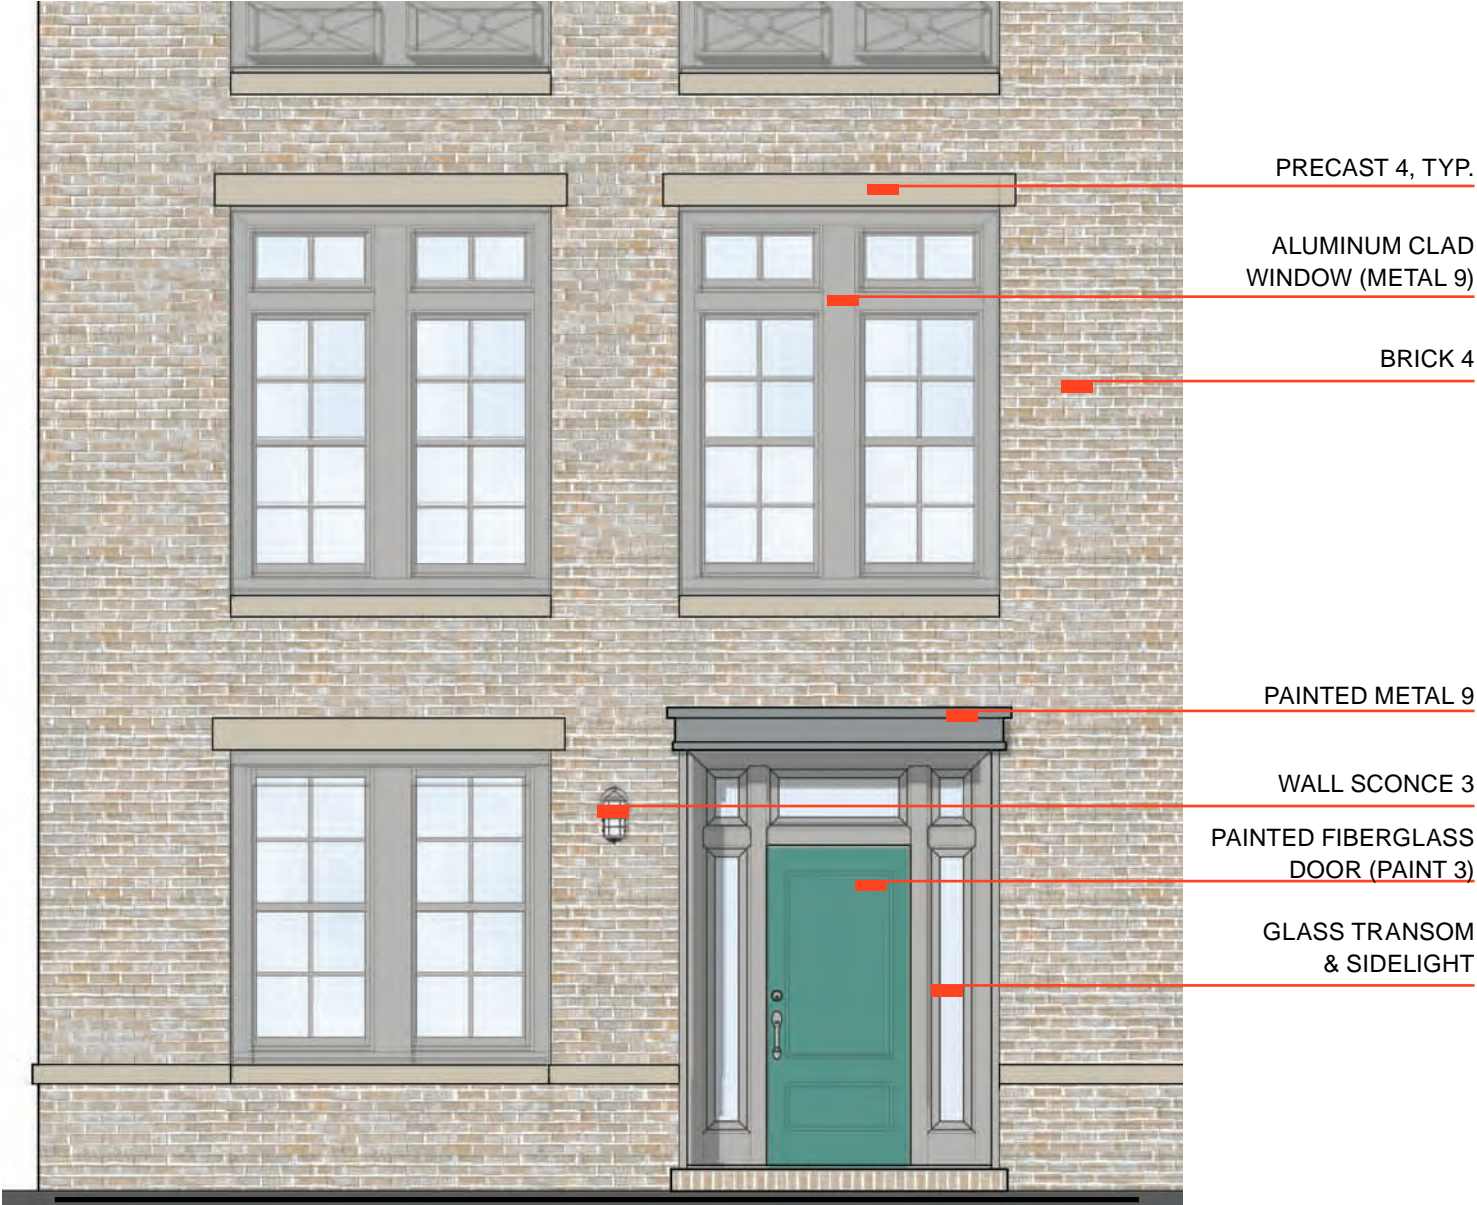 PRECAST 4, TYP.
ALUMINUM CLAD
WINDOW (METAL 9)
BRICK 4
PAINTED METAL 9
WALL SCONCE 3
PAINTED FIBERGLASS
DOOR (PAINT 3)
GLASS TRANSOM
& SIDELIGHT